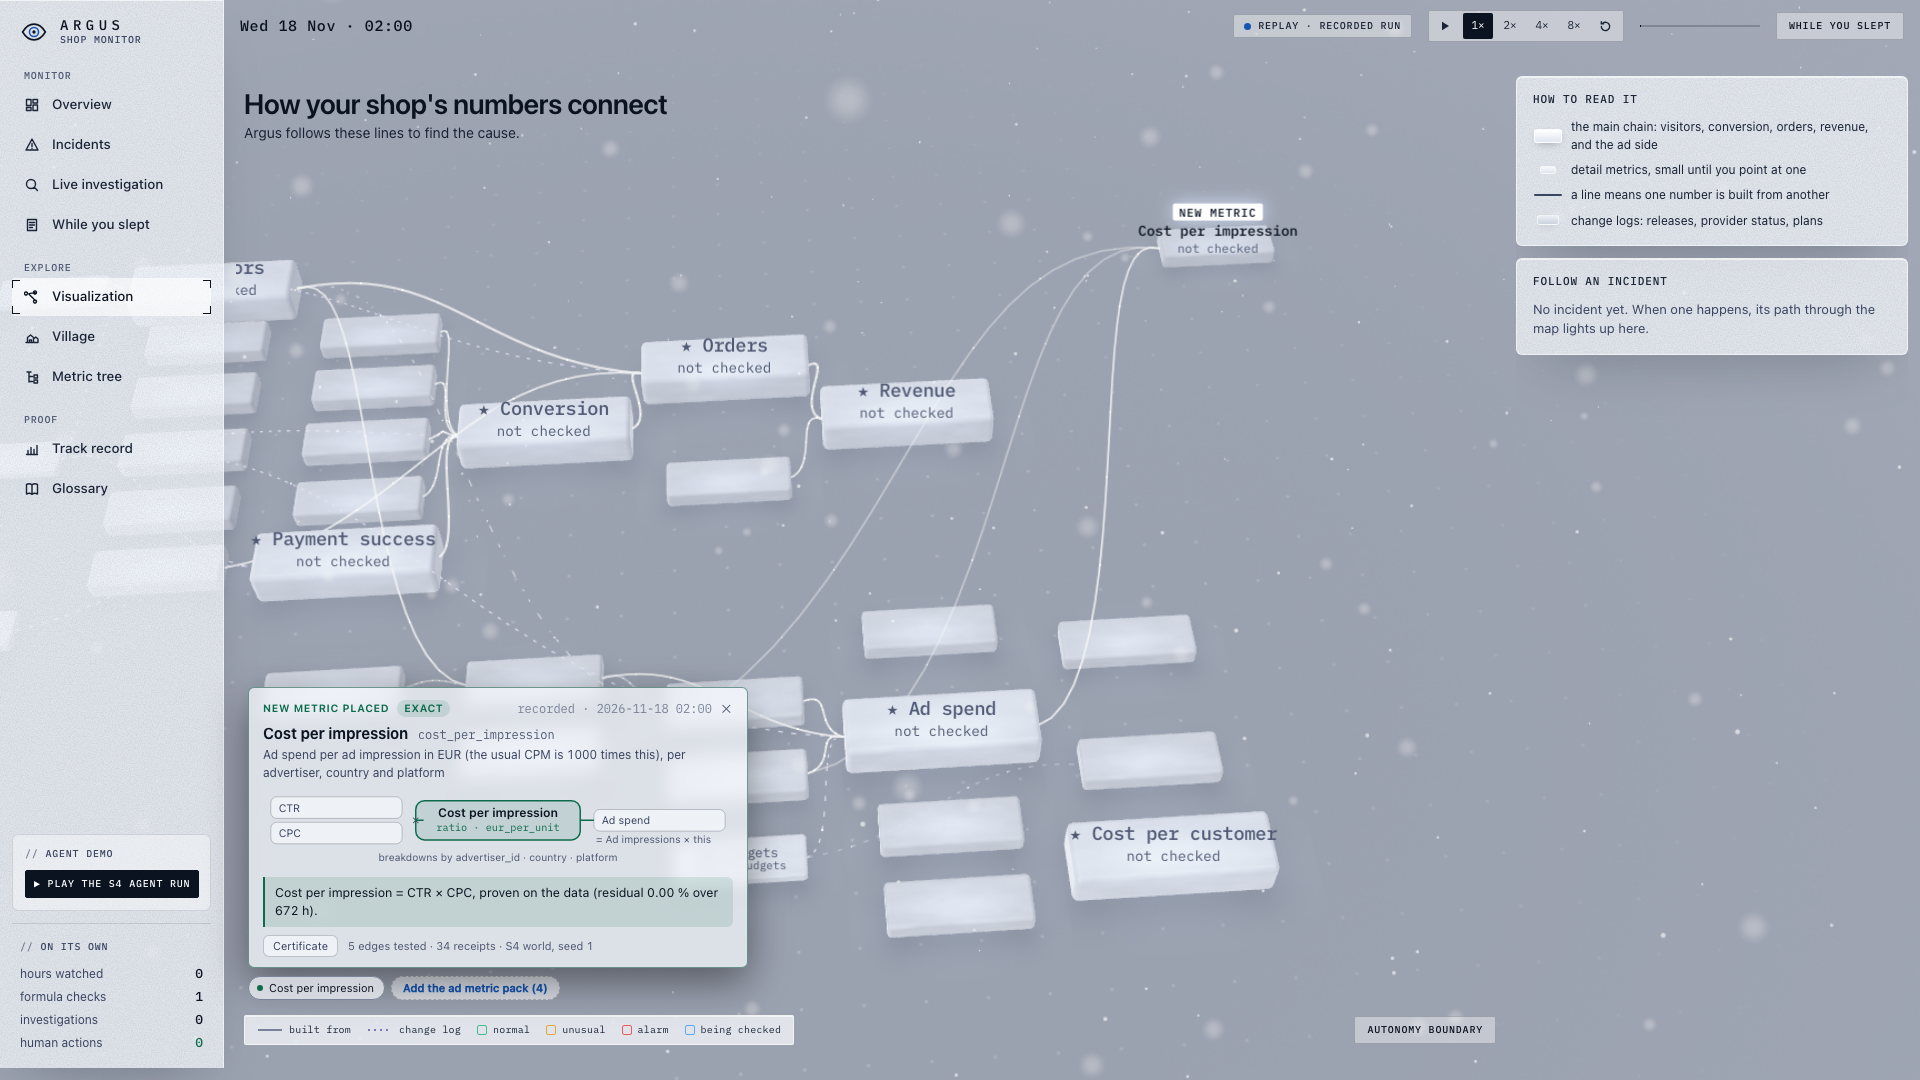 ARGUS
SHOP MONITOR
MONITOR
Overview
Incidents
Live investigation
While you slept
EXPLORE
Visualization
Village
Metric tree
PROOF
Track record
Glossary
// AGENT DEMO
▶ PLAY THE S4 AGENT RUN
// ON ITS OWN
hours watched 0
formula checks 1
investigations 0
human actions 0
Wed 18 Nov · 02:00
REPLAY · RECORDED RUN
1× 2× 4× 8×
WHILE YOU SLEPT
How your shop's numbers connect
Argus follows these lines to find the cause.
NEW METRIC
Cost per impression
not checked
★ Orders
not checked
★ Revenue
not checked
★ Conversion
not checked
★ Payment success
not checked
★ Ad spend
not checked
★ Cost per customer
not checked
HOW TO READ IT
the main chain: visitors, conversion, orders, revenue,
and the ad side
detail metrics, small until you point at one
a line means one number is built from another
change logs: releases, provider status, plans
FOLLOW AN INCIDENT
No incident yet. When one happens, its path through the
map lights up here.
NEW METRIC PLACED EXACT recorded · 2026-11-18 02:00
Cost per impression cost_per_impression
Ad spend per ad impression in EUR (the usual CPM is 1000 times this), per
advertiser, country and platform
CTR
CPC
Cost per impression
ratio · eur_per_unit
Ad spend
= Ad impressions × this
breakdowns by advertiser_id · country · platform
Cost per impression = CTR × CPC, proven on the data (residual 0.00 % over
672 h).
Certificate 5 edges tested · 34 receipts · S4 world, seed 1
Cost per impression
Add the ad metric pack (4)
built from change log normal unusual alarm being checked
AUTONOMY BOUNDARY